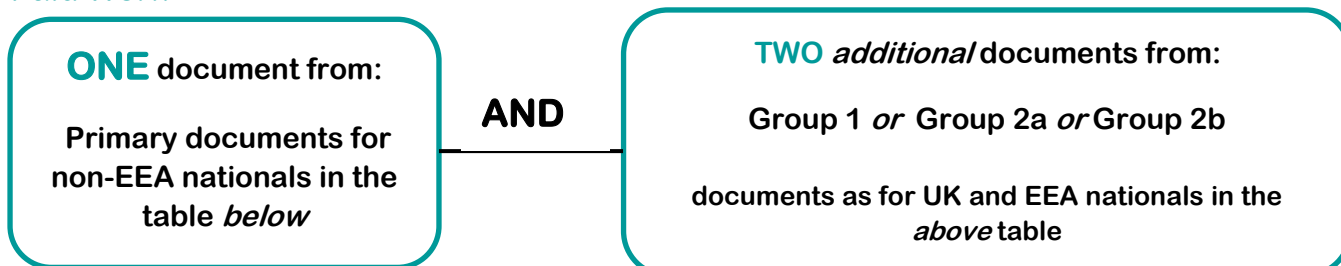 ONE document from:
Primary documents for
non-EEA nationals in the
table below
AND
TWO additional documents from:
Group 1 or Group 2a or Group 2b
documents as for UK and EEA nationals in the
above table